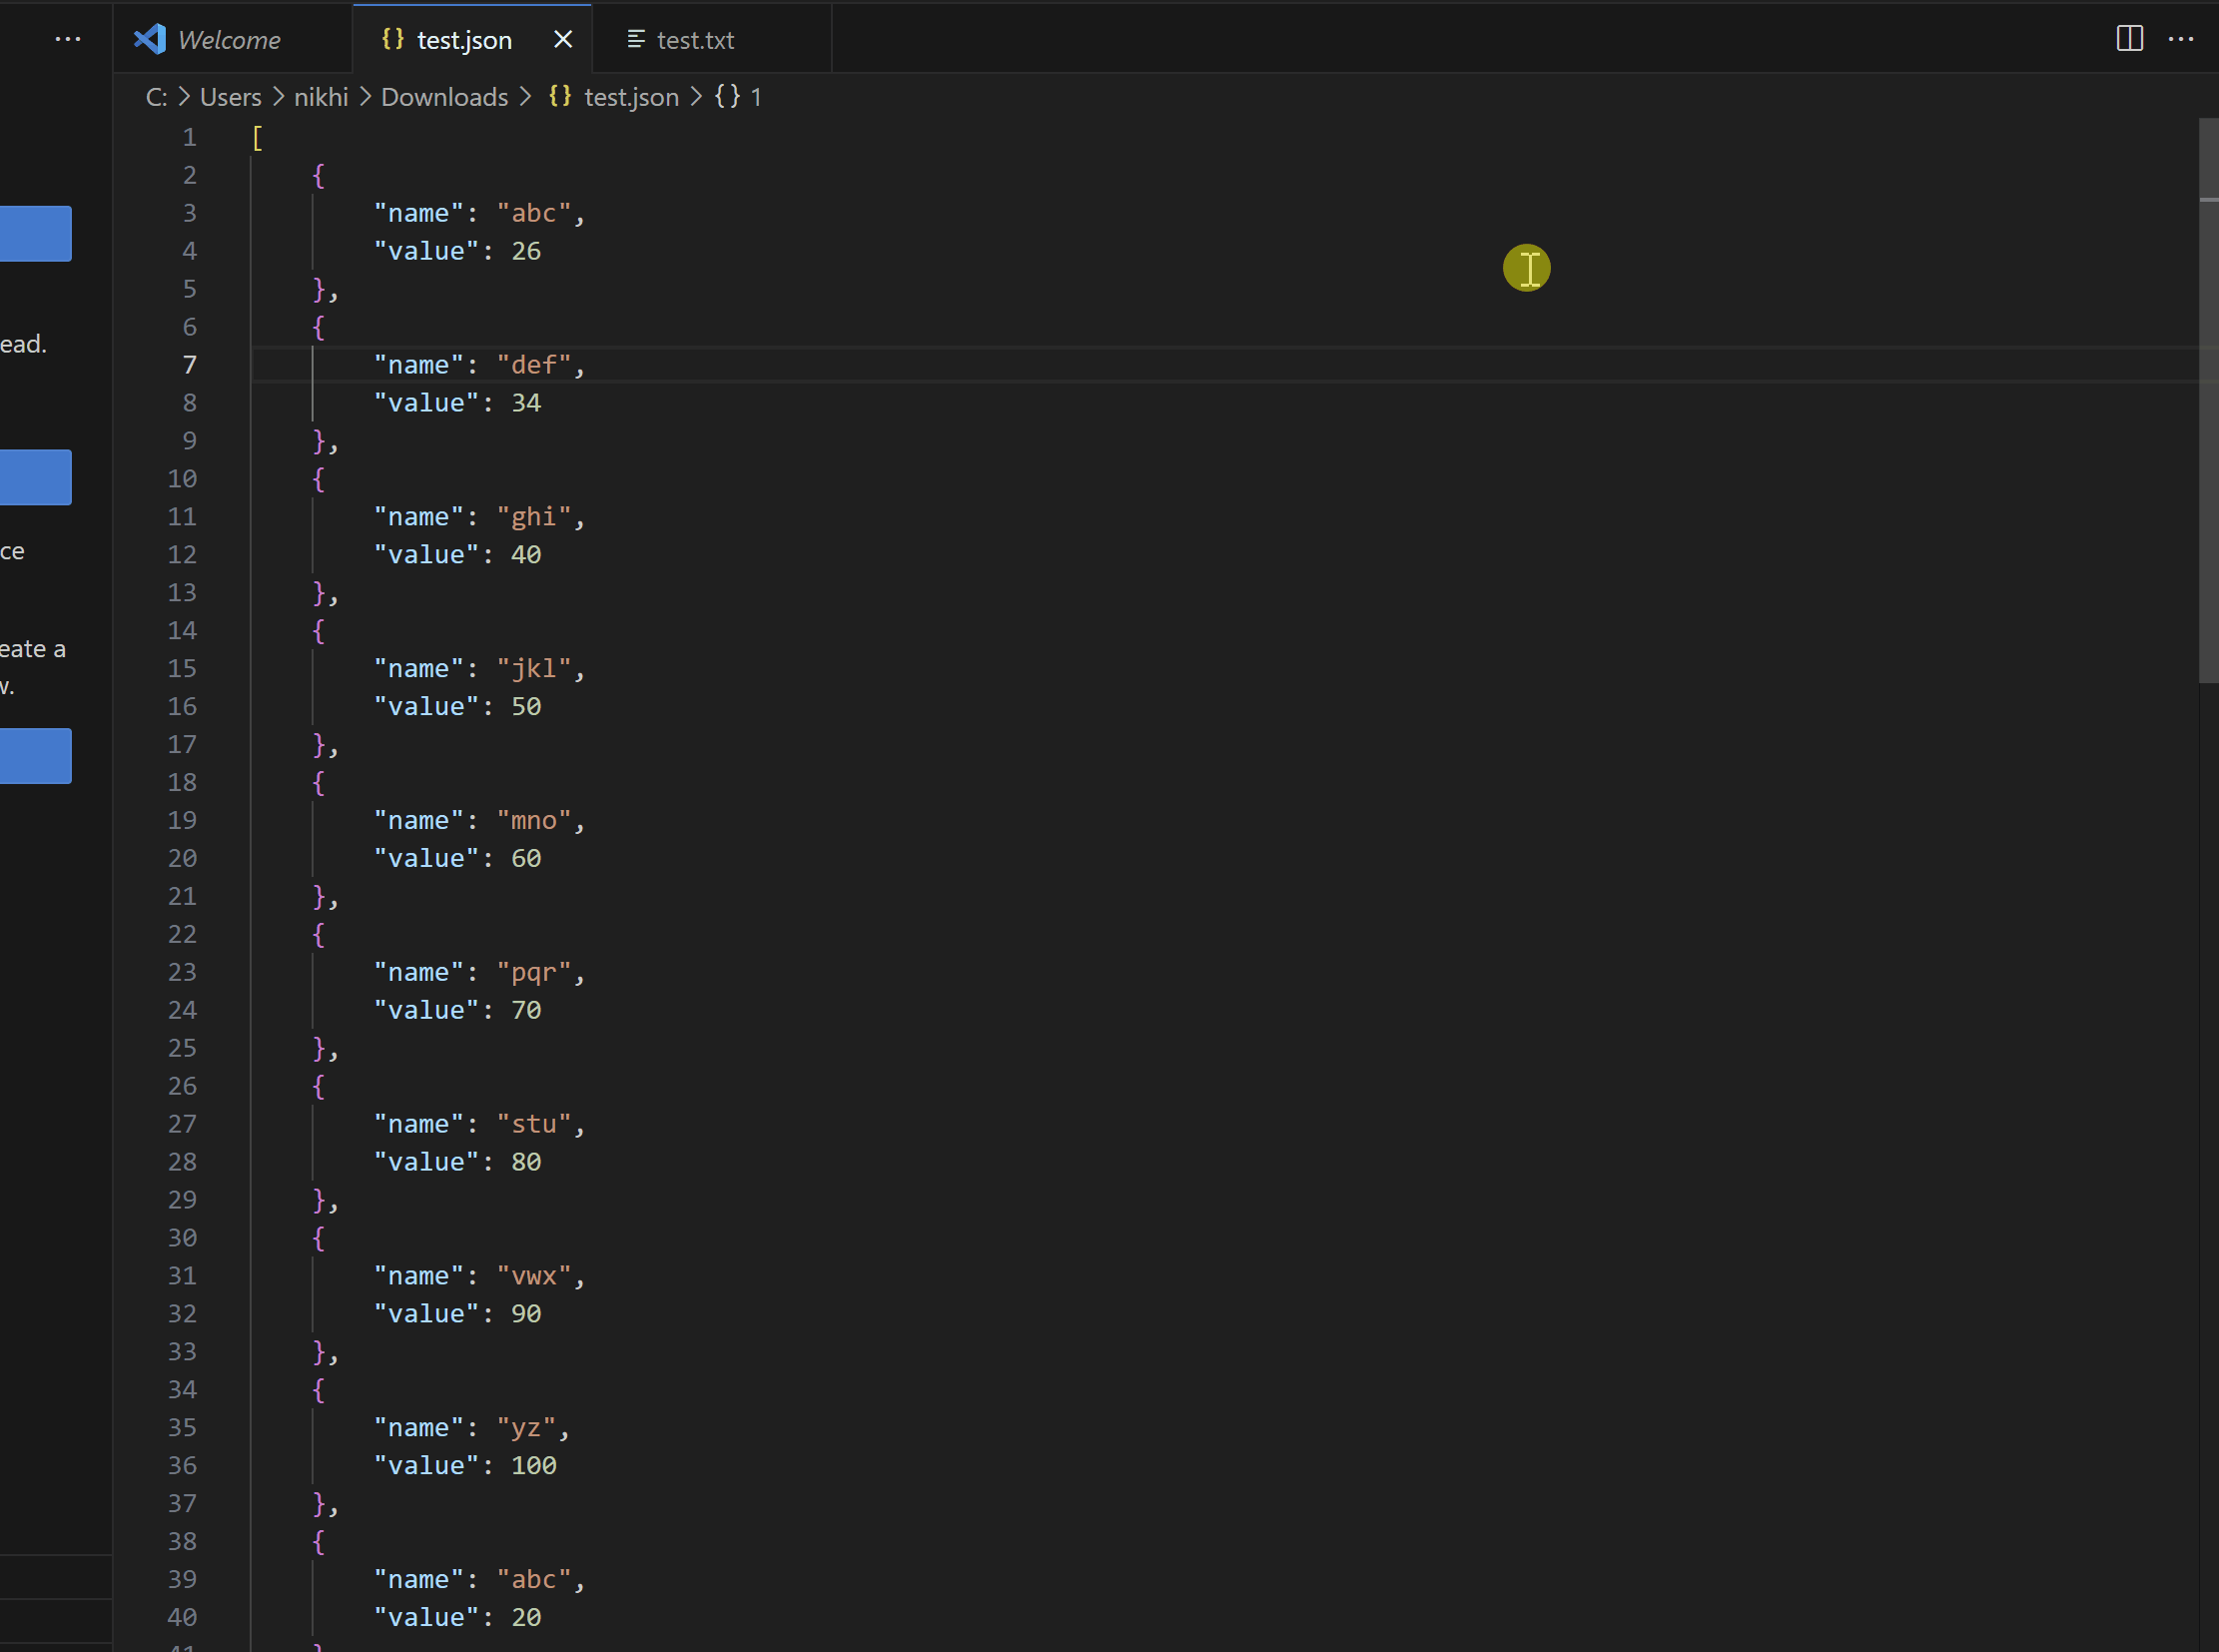 Welcome
test.json
test.txt
C: > Users > nikhi > Downloads > {} test.json > {} 1
1 [
2 {
3 "name": "abc",
4 "value": 26
5 },
6 {
ead.
7 "name": "def",
8 "value": 34
9 },
10 {
11 "name": "ghi",
12 "value": 40
ce
13 },
14 {
eate a
15 "name": "jkl",
w.
16 "value": 50
17 },
18 {
19 "name": "mno",
20 "value": 60
21 },
22 {
23 "name": "pqr",
24 "value": 70
25 },
26 {
27 "name": "stu",
28 "value": 80
29 },
30 {
31 "name": "vwx",
32 "value": 90
33 },
34 {
35 "name": "yz",
36 "value": 100
37 },
38 {
39 "name": "abc",
40 "value": 20